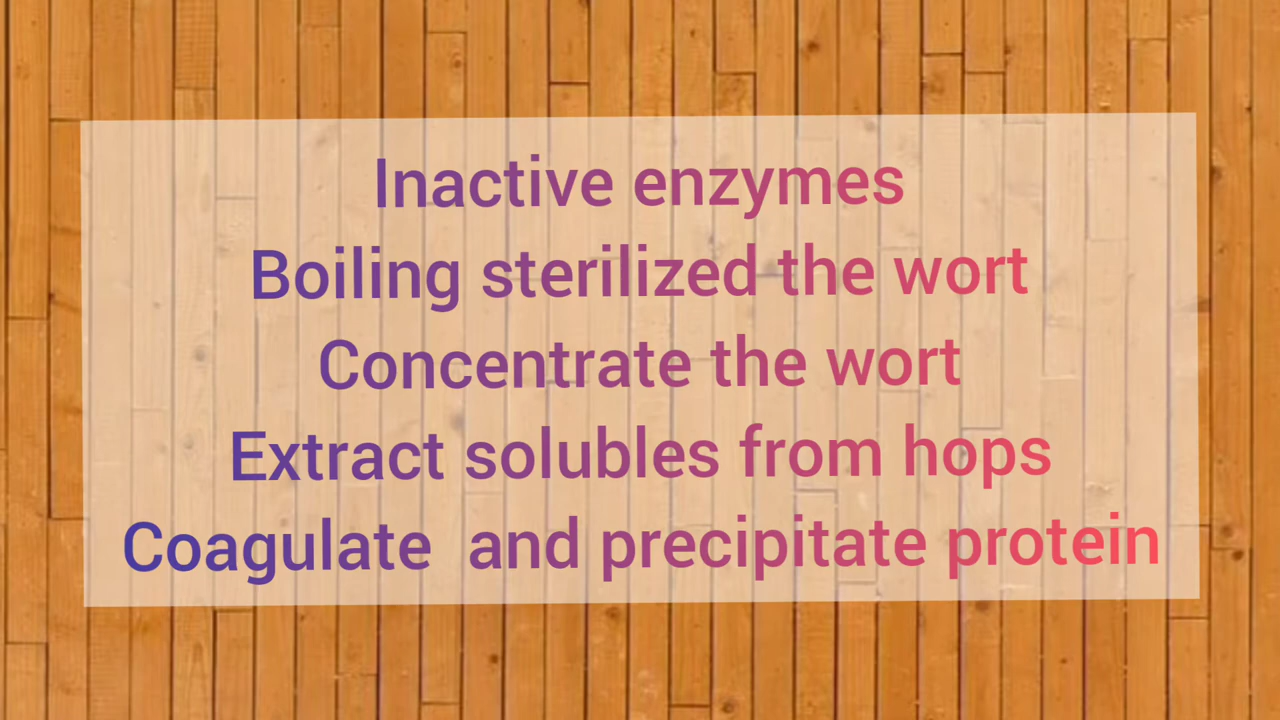 Inactive enzymes
Boiling sterilized the wort
Concentrate the wort
Extract solubles from hops
Coagulate  and precipitate protein